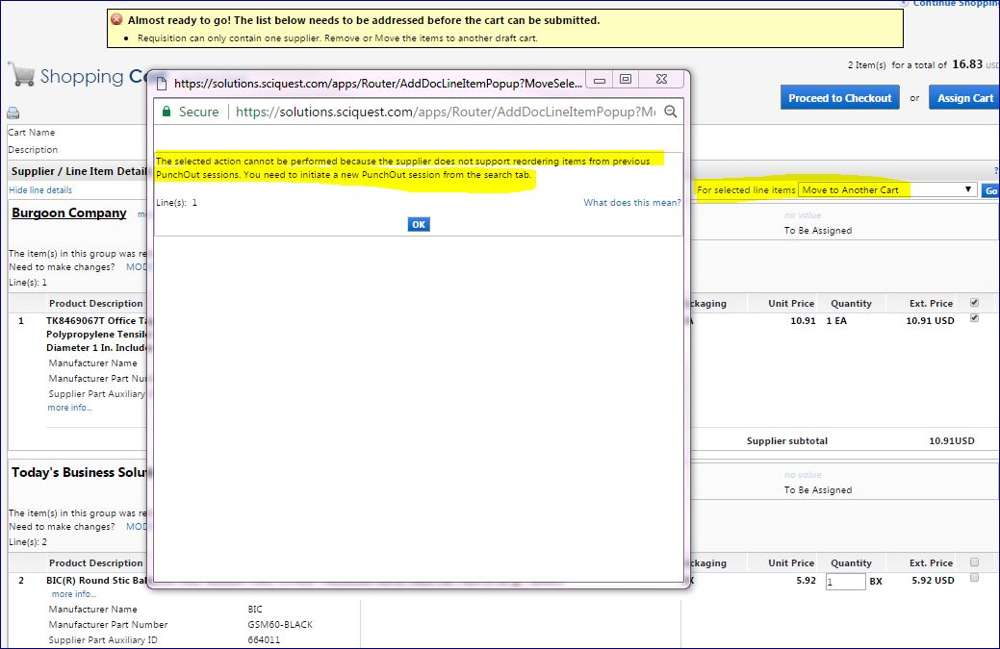 Continue Shopping
Almost ready to go! The list below needs to be addressed before the cart can be submitted.
Requisition can only contain one supplier. Remove or Move the items to another draft cart.
Shopping C
2 Item(s) for a total of 16.83 USD
Proceed to Checkout or Assign Cart
Cart Name
Description
Supplier / Line Item Detail
?
Hide line details
For selected line items Move to Another Cart Go
https://solutions.sciquest.com/apps/Router/AddDocLineItemPopup?MoveSele...
Secure https://solutions.sciquest.com/apps/Router/AddDocLineItemPopup?M
The selected action cannot be performed because the supplier does not support reordering items from previous
PunchOut sessions. You need to initiate a new PunchOut session from the search tab.
Line(s): 1 What does this mean?
OK
Burgoon Company
no value
To Be Assigned
The item(s) in this group was re
Need to make changes? MOD
Line(s): 1
Product Description ckaging Unit Price Quantity Ext. Price
1 TK8469067T Office Ta 10.91 1 EA 10.91 USD
Polypropylene Tensile
Diameter 1 In. Include
Manufacturer Name
Manufacturer Part Nu
Supplier Part Auxiliary
more info...
Supplier subtotal 10.91USD
Today's Business Solu
no value
To Be Assigned
The item(s) in this group was re
Need to make changes? MOD
Line(s): 2
Product Description ckaging Unit Price Quantity Ext. Price
2 BIC(R) Round Stic Bal 5.92 1 BX 5.92 USD
more info...
Manufacturer Name BIC
Manufacturer Part Number GSM60-BLACK
Supplier Part Auxiliary ID 664011